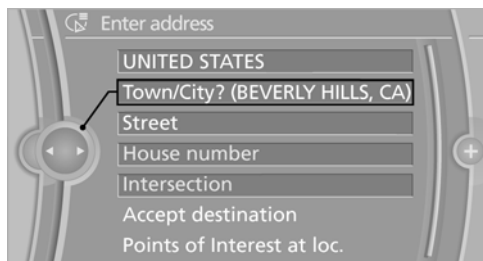 Enter address
UNITED STATES
Town/City? (BEVERLY HILLS, CA)
Street
House number
Intersection
Accept destination
Points of Interest at loc.